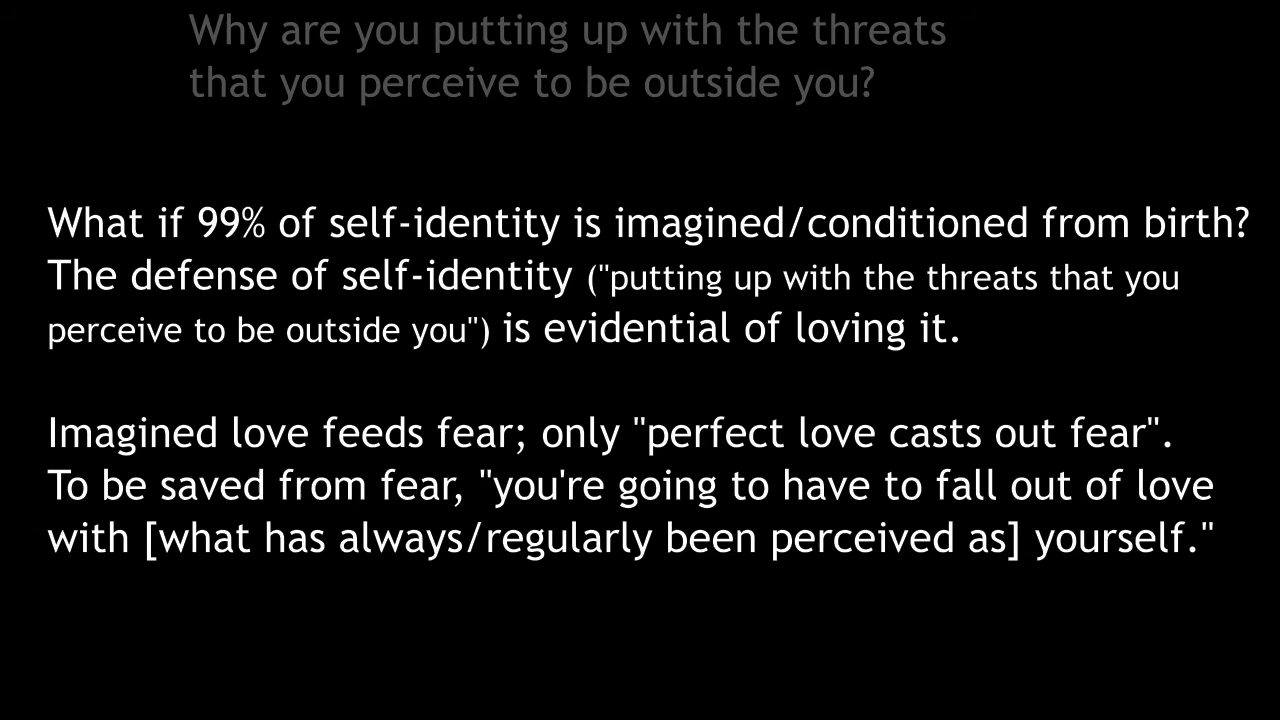 Why are you putting up with the threats
that you perceive to be outside you?
What if 99% of self-identity is imagined/conditioned from birth?
The defense of self-identity ("putting up with the threats that you
perceive to be outside you") is evidential of loving it.
Imagined love feeds fear; only "perfect love casts out fear".
To be saved from fear, "you're going to have to fall out of love
with [what has always/regularly been perceived as] yourself."